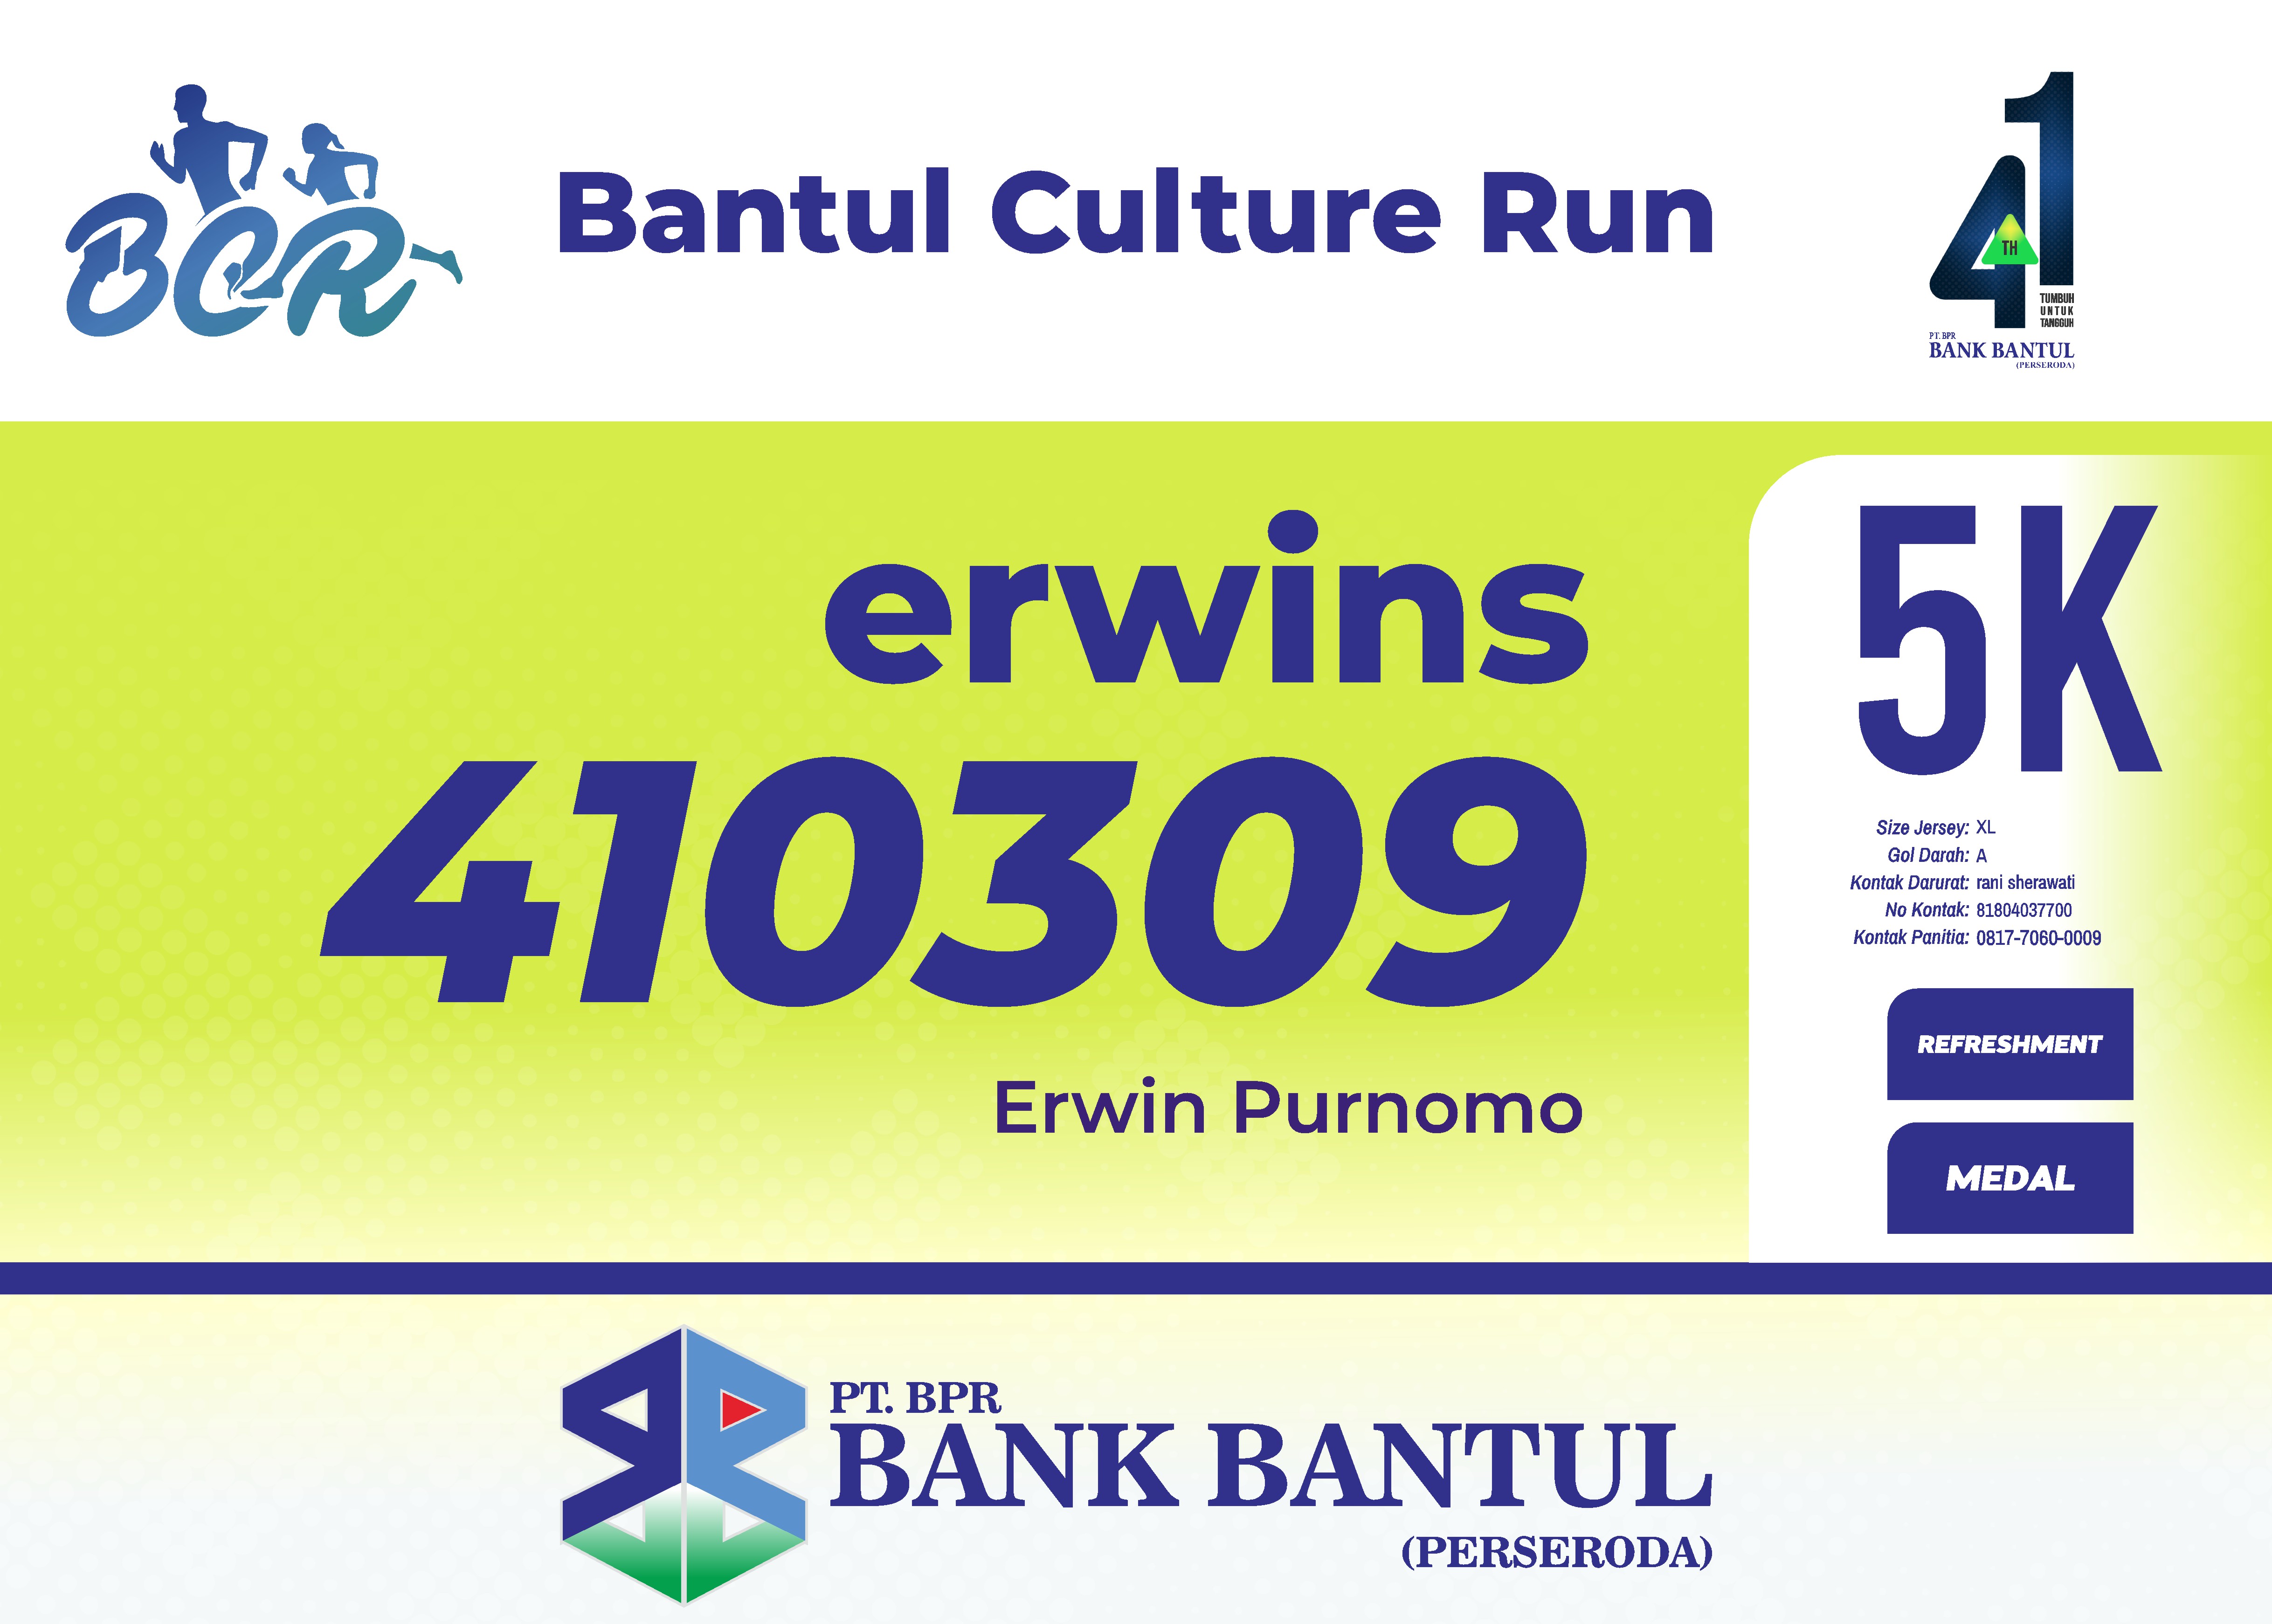 BCR
Bantul Culture Run
41
TH
TUMBUH
UNTUK
TANGGUH
PT. BPR
BANK BANTUL
(PERSERODA)
erwins
410309
Erwin Purnomo
5K
Size Jersey: XL
Gol Darah: A
Kontak Darurat: rani sherawati
No Kontak: 81804037700
Kontak Panitia: 0817-7060-0009
REFRESHMENT
MEDAL
PT. BPR
BANK BANTUL
(PERSERODA)